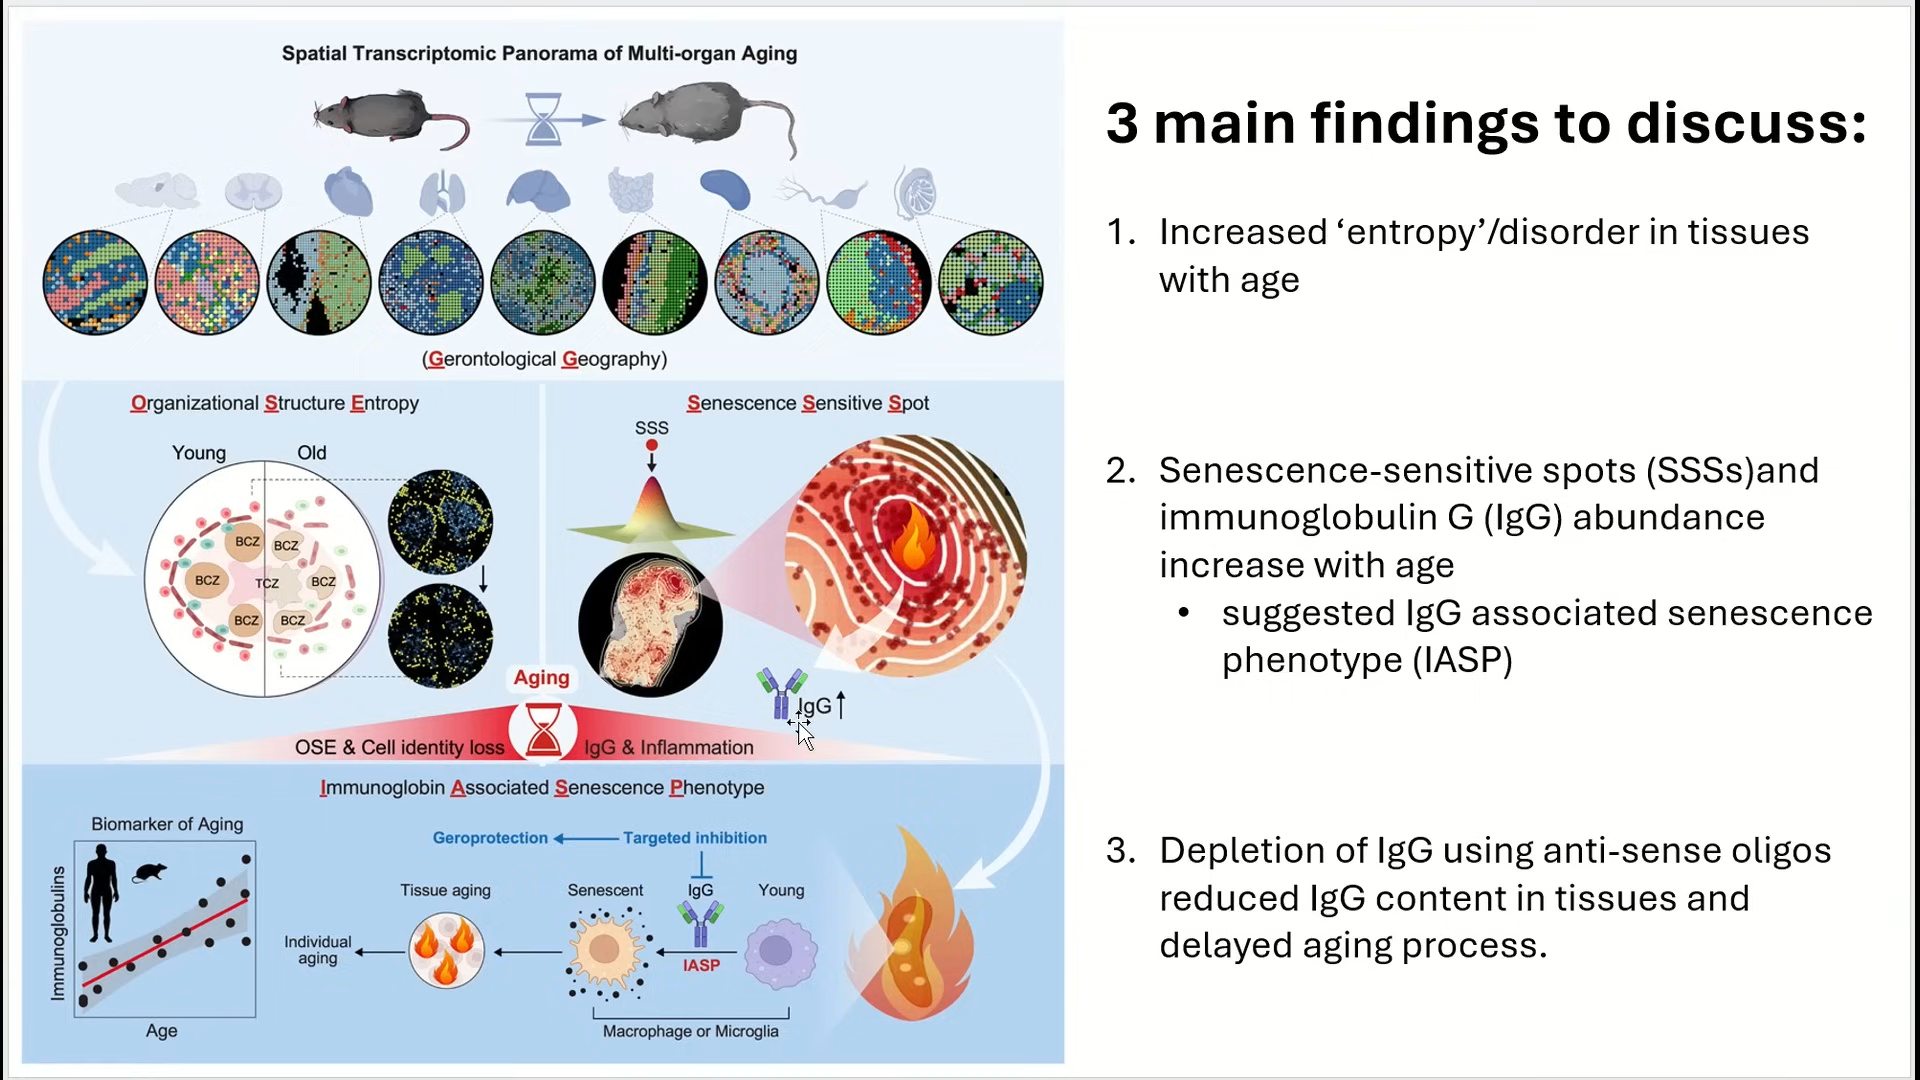 Spatial Transcriptomic Panorama of Multi-organ Aging
(Gerontological Geography)
Organizational Structure Entropy
Young
Old
BCZ
BCZ
BCZ
TCZ
BCZ
BCZ
BCZ
Senescence Sensitive Spot
SSS
IgG
Aging
OSE & Cell identity loss
IgG & Inflammation
Immunoglobin Associated Senescence Phenotype
Biomarker of Aging
Immunoglobulins
Age
Geroprotection
Targeted inhibition
Tissue aging
Senescent
IgG
Young
Individual
aging
IASP
Macrophage or Microglia
3 main findings to discuss:
1. Increased ‘entropy’/disorder in tissues
with age
2. Senescence-sensitive spots (SSSs)and
immunoglobulin G (IgG) abundance
increase with age
• suggested IgG associated senescence
phenotype (IASP)
3. Depletion of IgG using anti-sense oligos
reduced IgG content in tissues and
delayed aging process.